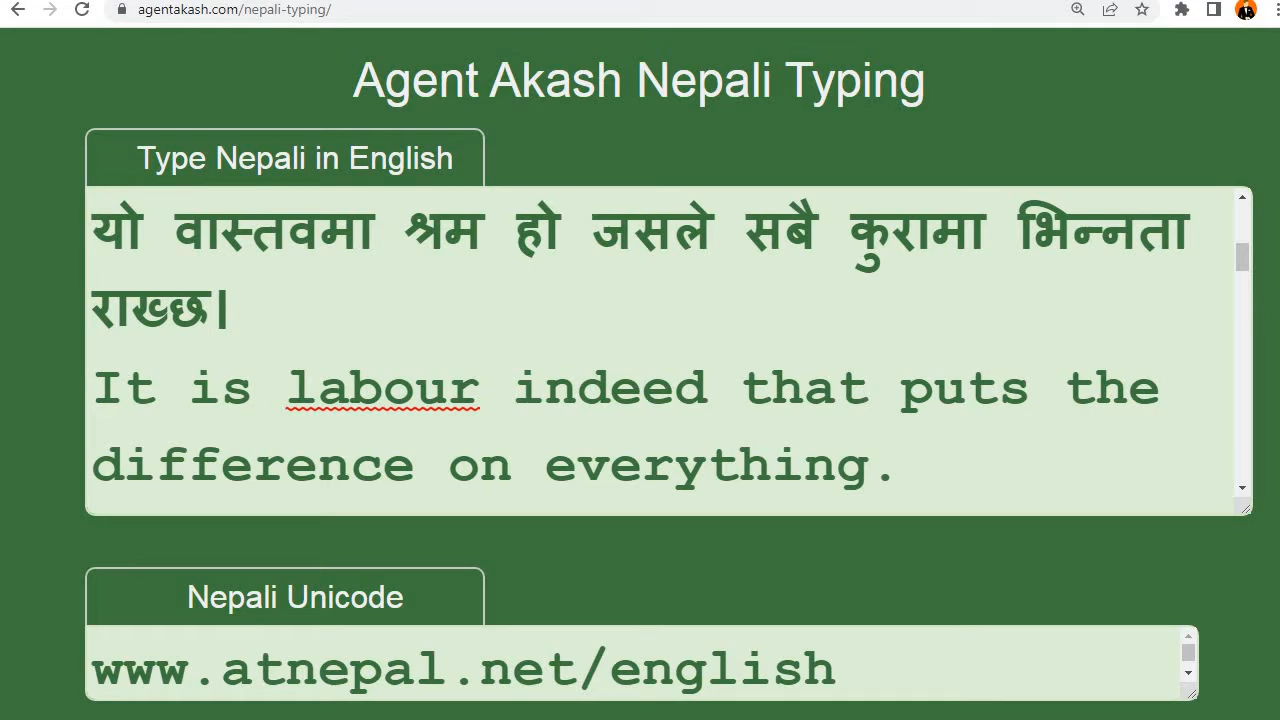 agentakash.com/nepali-typing/
Agent Akash Nepali Typing
Type Nepali in English
यो वास्तवमा श्रम हो जसले सबै कुरामा भिन्नता
राख्छ।
It is labour indeed that puts the
difference on everything.
Nepali Unicode
www.atnepal.net/english